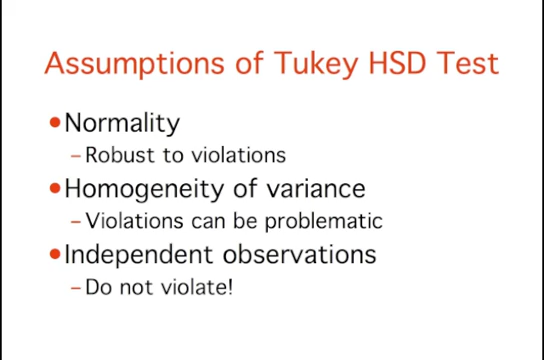 Assumptions of Tukey HSD Test
•Normality
–Robust to violations
•Homogeneity of variance
–Violations can be problematic
•Independent observations
–Do not violate!